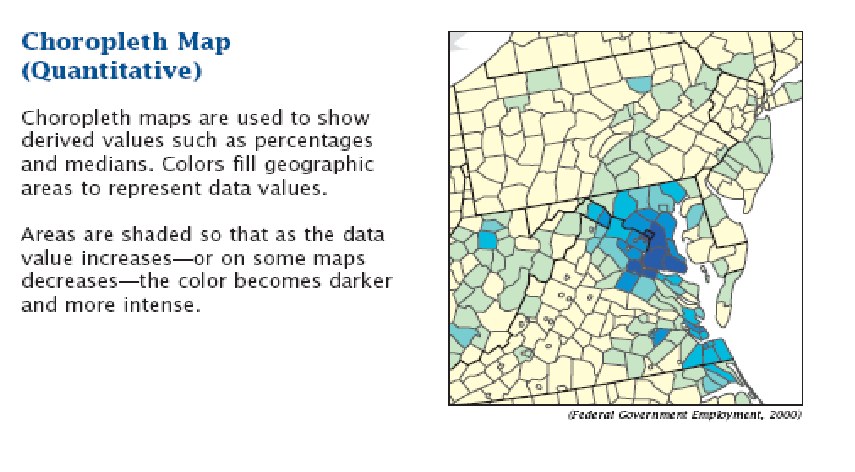 Choropleth Map
(Quantitative)
Choropleth maps are used to show
derived values such as percentages
and medians. Colors fill geographic
areas to represent data values.
Areas are shaded so that as the data
value increases—or on some maps
decreases—the color becomes darker
and more intense.
(Federal Government Employment, 2000)